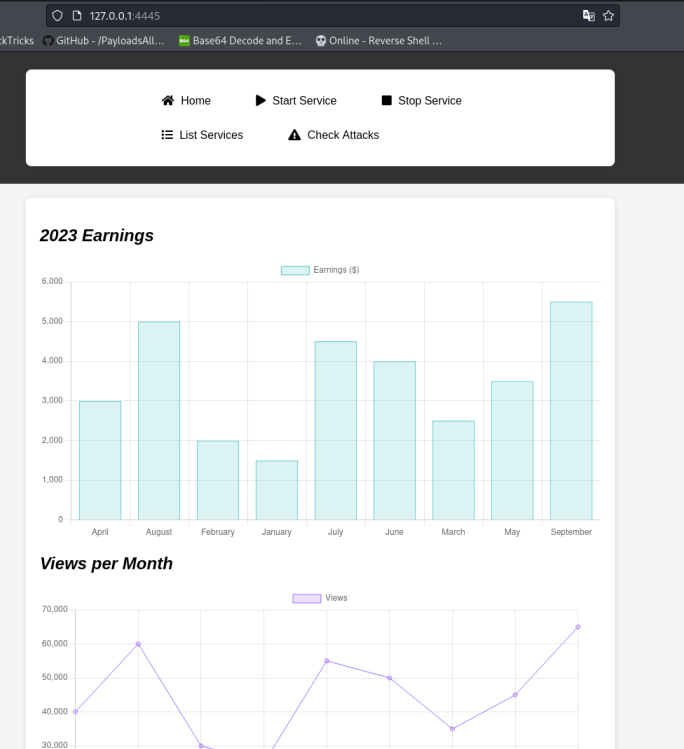 127.0.0.1:4445
ckTricks GitHub - /PayloadsAll… Base64 Decode and E… Online - Reverse Shell …
Home Start Service Stop Service
List Services Check Attacks
2023 Earnings
Earnings ($)
6,000
5,000
4,000
3,000
2,000
1,000
0
April August February January July June March May September
Views per Month
Views
70,000
60,000
50,000
40,000
30,000